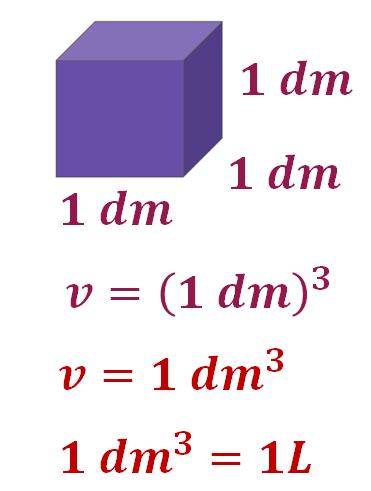 1 dm
1 dm
1 dm
v = (1 dm)³
v = 1 dm³
1 dm³ = 1L